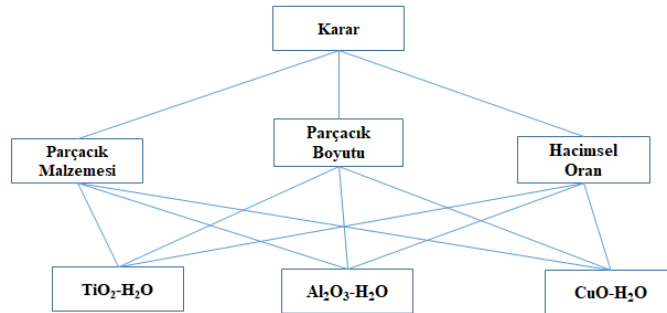 Karar
Parçacık
Malzemesi
Parçacık
Boyutu
Hacimsel
Oran
TiO₂-H₂O
Al₂O₃-H₂O
CuO-H₂O